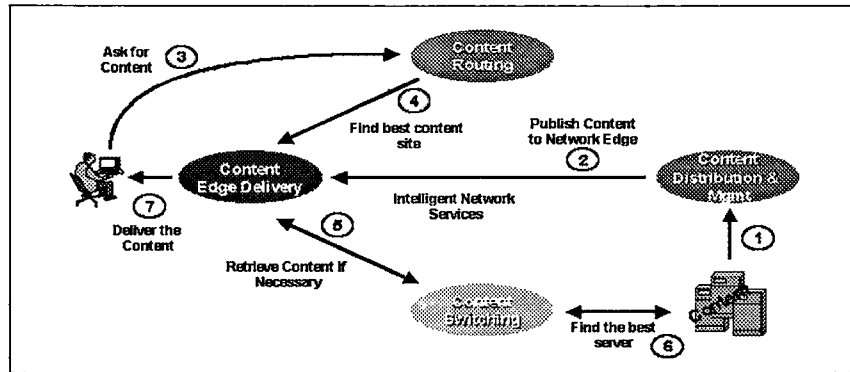 Ask for
Content
3
Content
Routing
4
Find best content
site
Publish Content
to Network Edge
2
Content
Edge Delivery
Content
Distribution &
Mgmt
Intelligent Network
Services
7
Deliver the
Content
5
1
Retrieve Content If
Necessary
Content
Switching
Content
Find the best
server
6